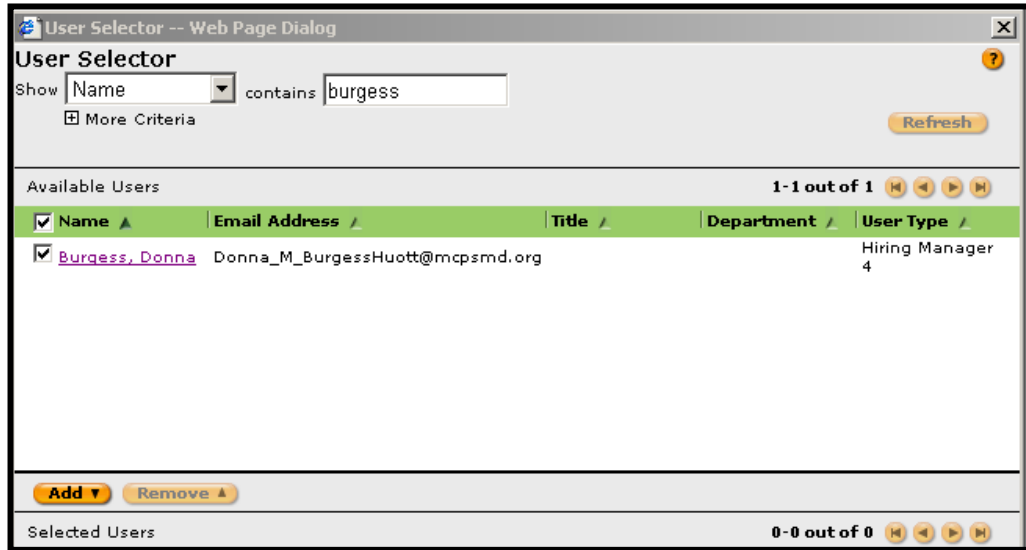 User Selector -- Web Page Dialog
User Selector
?
Show Name contains burgess
More Criteria
Refresh
Available Users 1-1 out of 1
Name Email Address Title Department User Type
Burgess, Donna Donna_M_BurgessHuott@mcpsmd.org Hiring Manager
4
Add Remove
Selected Users 0-0 out of 0